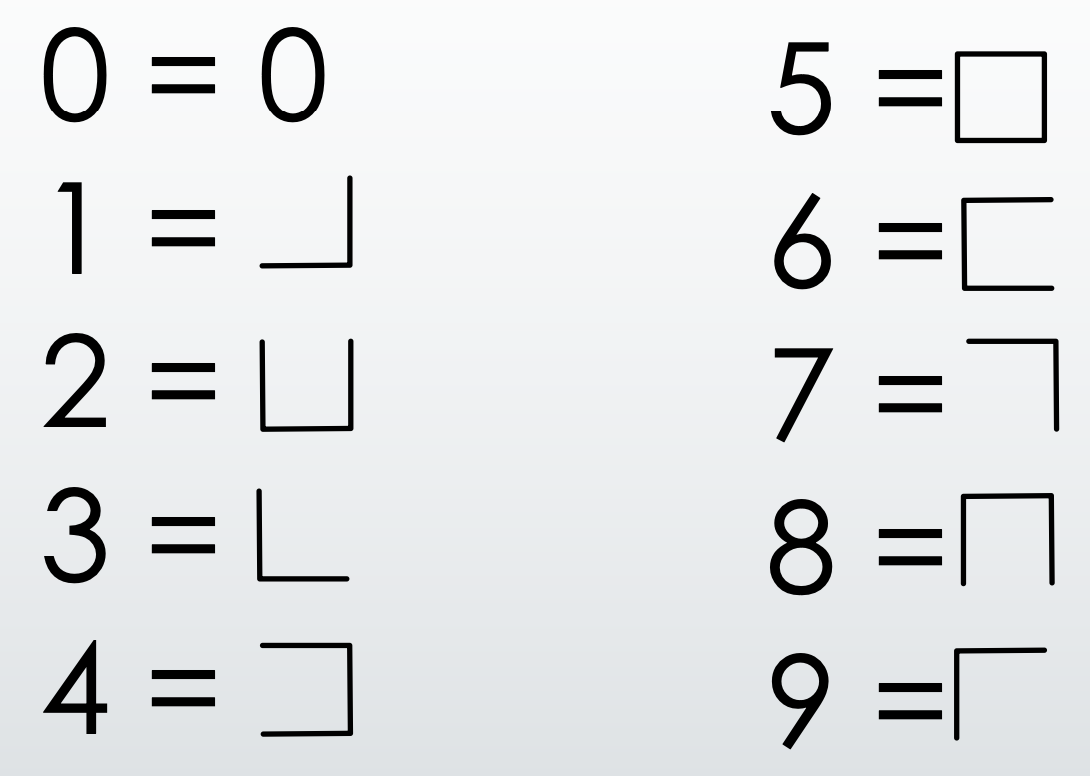 0 = 0
1 = ⅃
2 = ⊔
3 = L
4 = ⊐
5 = □
6 = ⊏
7 = ⅂
8 = ⊓
9 = Γ